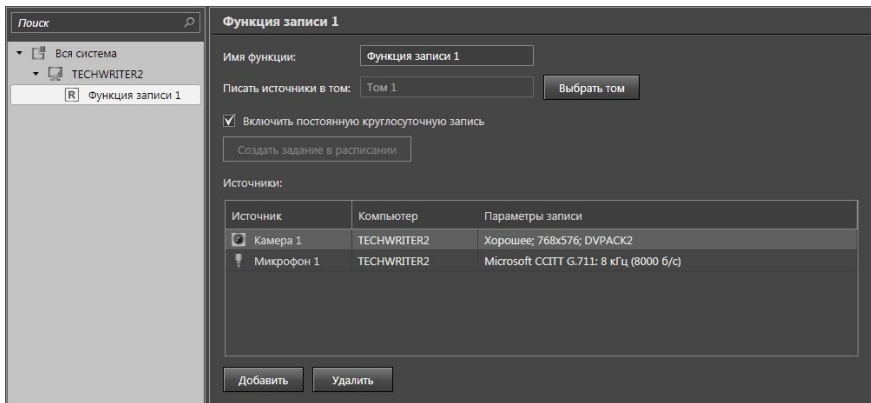 Поиск
Вся система
TECHWRITER2
R Функция записи 1
Функция записи 1
Имя функции: Функция записи 1
Писать источники в том: Том 1 Выбрать том
Включить постоянную круглосуточную запись
Создать задание в расписании
Источники:
Источник Компьютер Параметры записи
Камера 1 TECHWRITER2 Хорошее; 768x576; DVPACK2
Микрофон 1 TECHWRITER2 Microsoft CCITT G.711: 8 кГц (8000 б/с)
Добавить Удалить